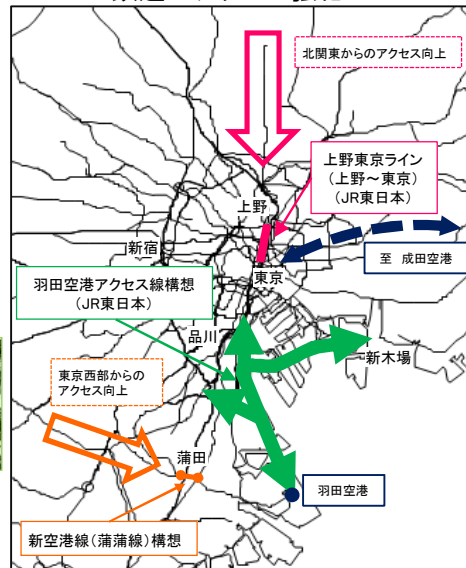 北関東からのアクセス向上
上野東京ライン
(上野~東京)
(JR東日本)
上野
新宿
至 成田空港
東京
羽田空港アクセス線構想
(JR東日本)
品川
新木場
東京西部からの
アクセス向上
蒲田
羽田空港
新空港線(蒲蒲線)構想